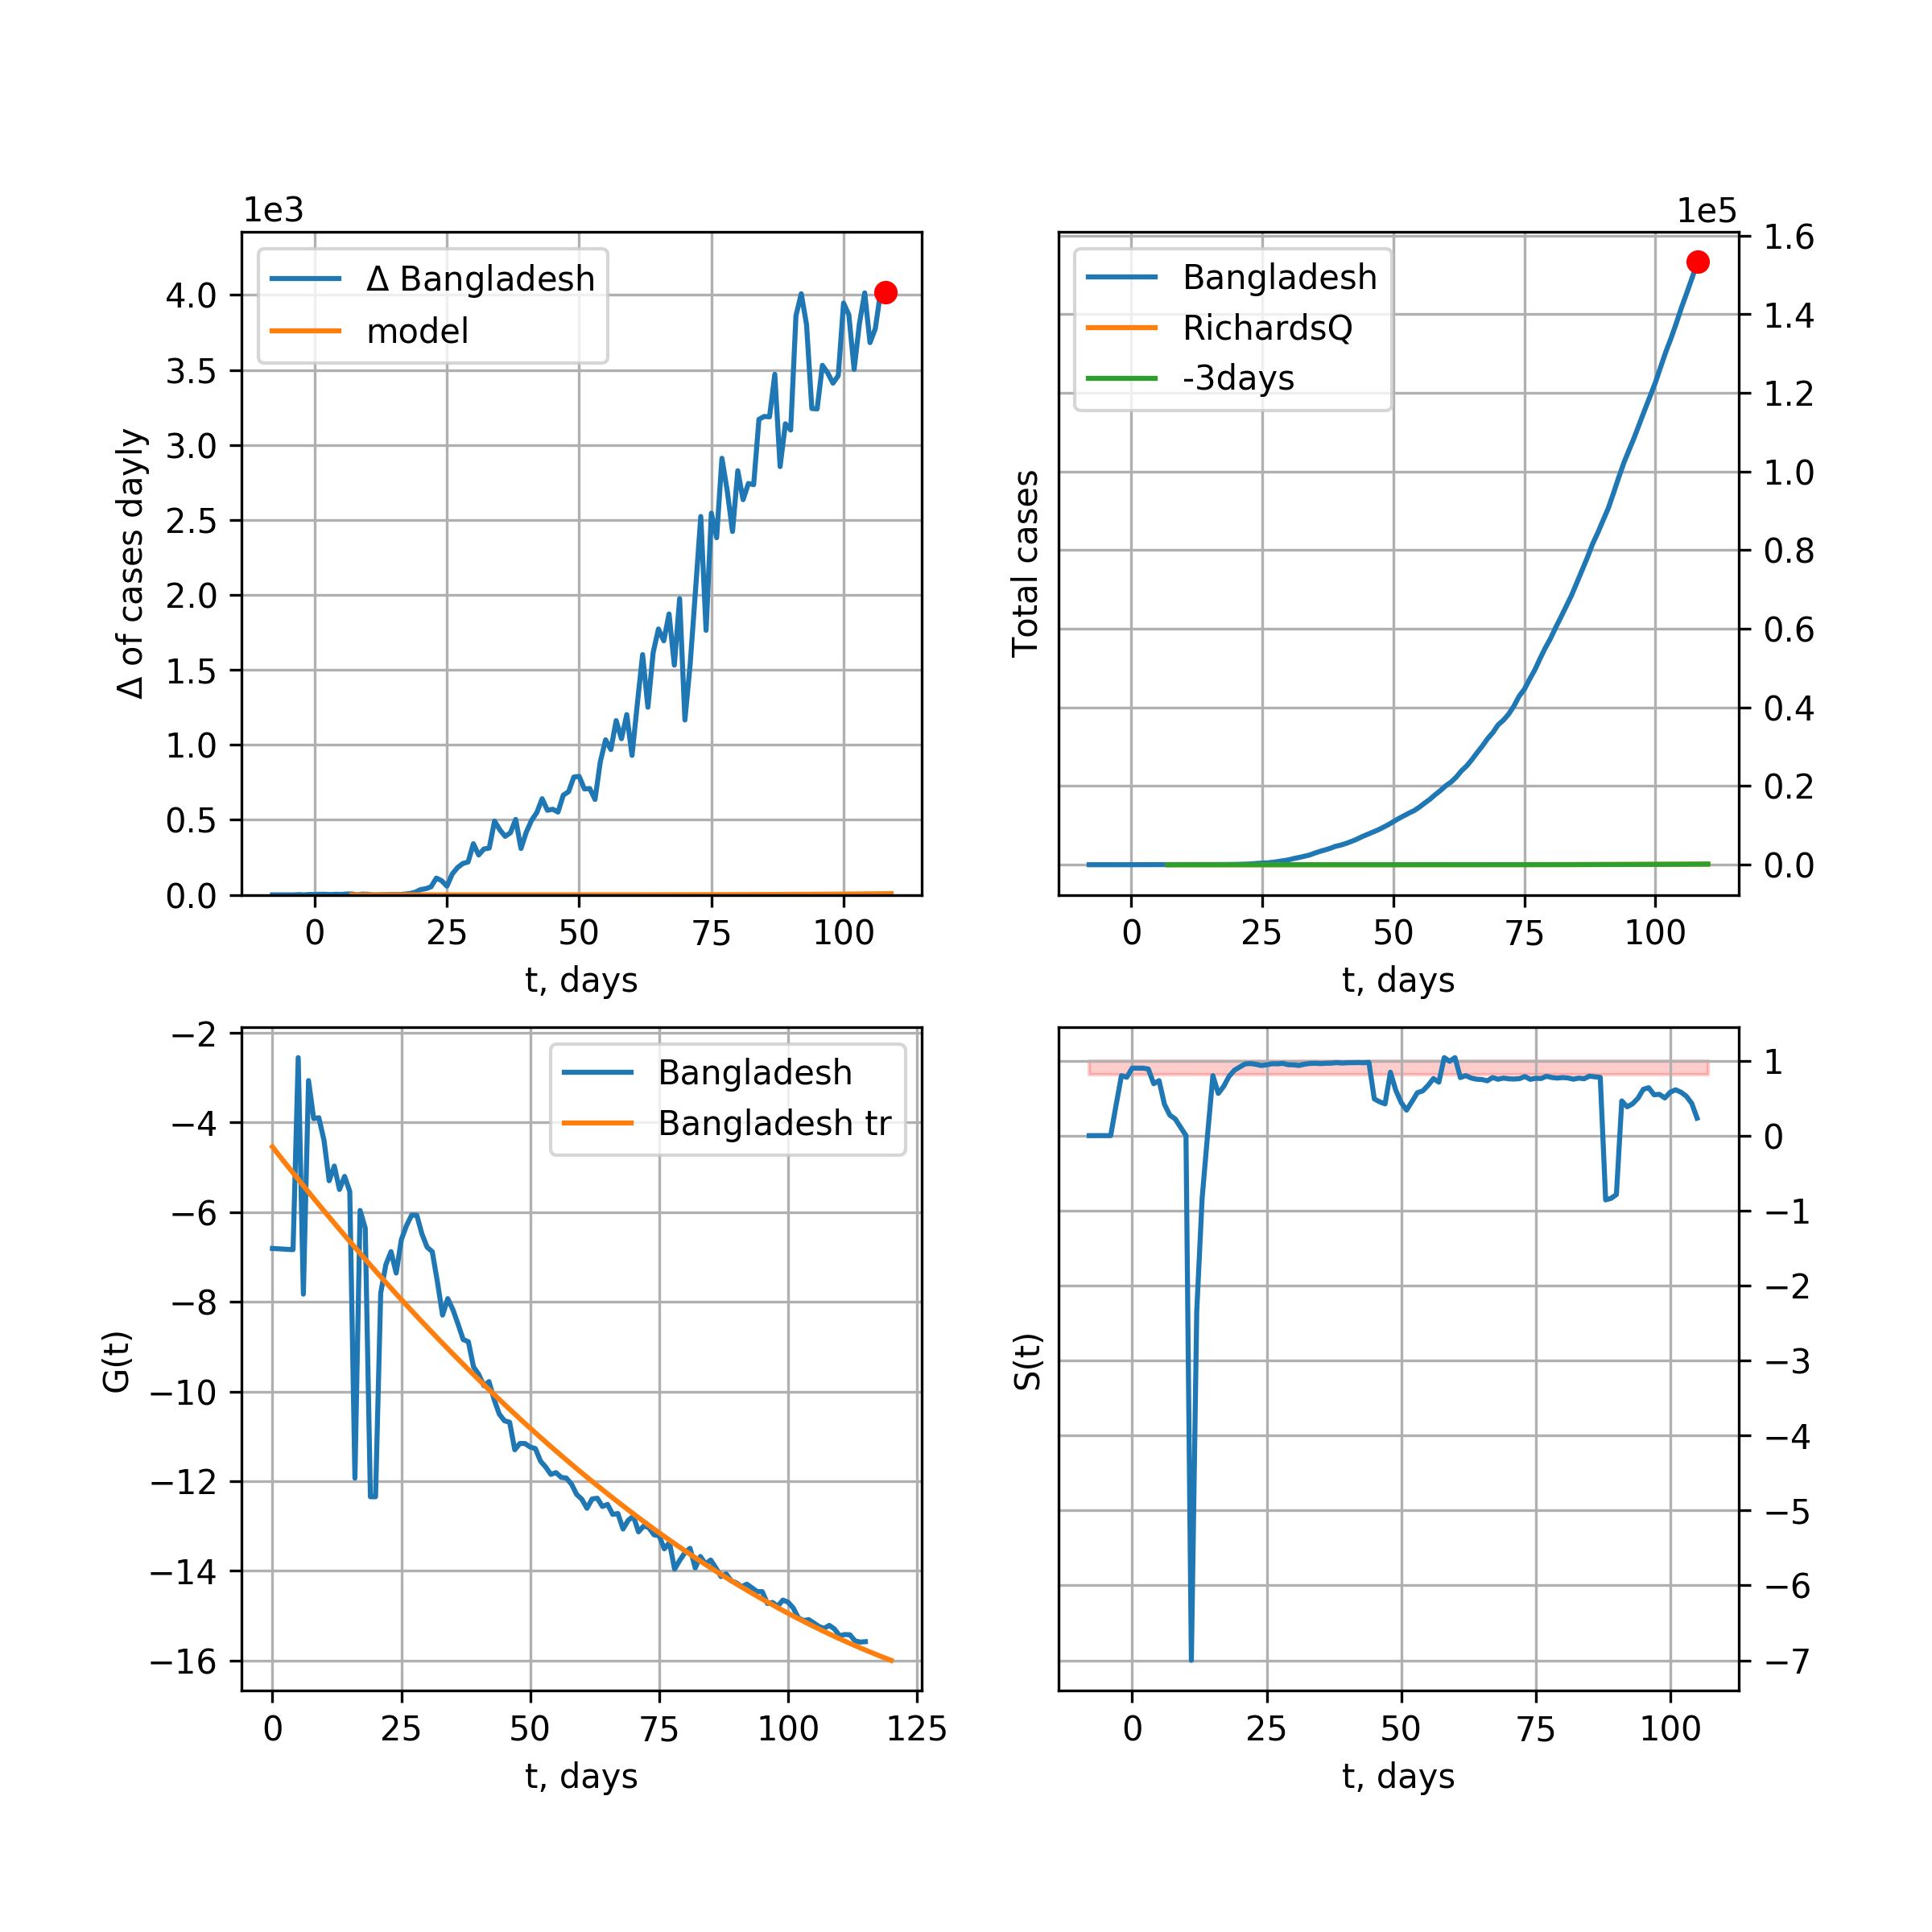 1e3
Δ Bangladesh
model
4.0
3.5
3.0
2.5
2.0
1.5
1.0
0.5
0.0
Δ of cases dayly
0 25 50 75 100
t, days
1e5
Bangladesh
RichardsQ
-3days
1.6
1.4
1.2
1.0
0.8
0.6
0.4
0.2
0.0
Total cases
0 25 50 75 100
t, days
Bangladesh
Bangladesh tr
−2
−4
−6
−8
−10
−12
−14
−16
G(t)
0 25 50 75 100 125
t, days
1
0
−1
−2
−3
−4
−5
−6
−7
S(t)
0 25 50 75 100
t, days